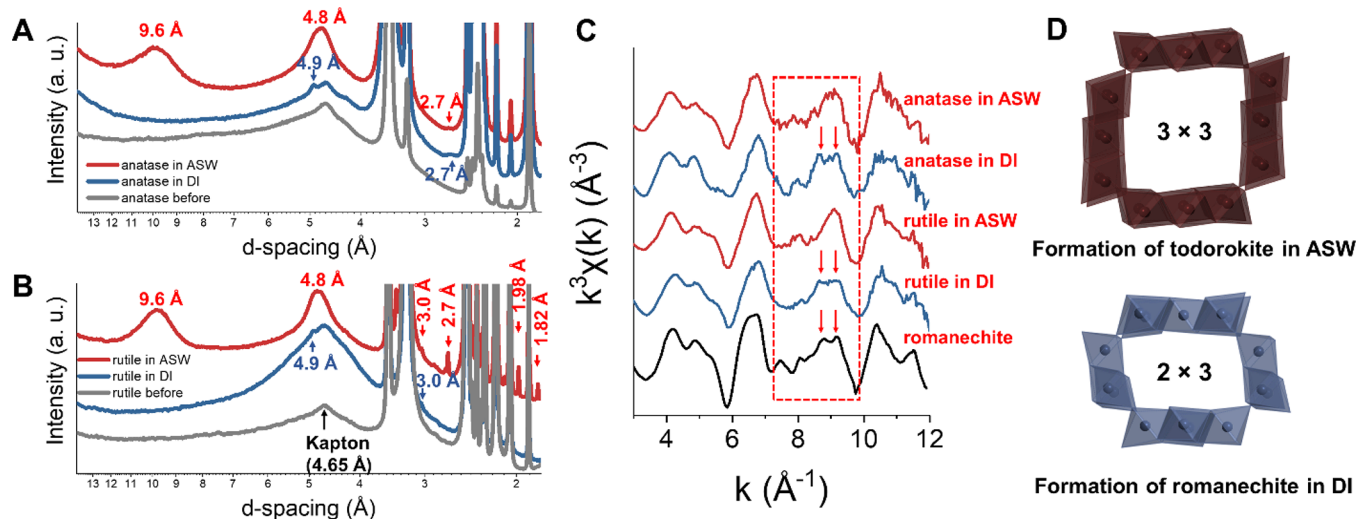 A
Intensity (a. u.)
9.6 Å
4.8 Å
4.9 Å
2.7 Å
2.7 Å
anatase in ASW
anatase in DI
anatase before
13 12 11 10 9 8 7 6 5 4 3 2
d-spacing (Å)
B
Intensity (a. u.)
9.6 Å
4.8 Å
4.9 Å
3.0 Å
2.7 Å
1.98 Å
1.82 Å
3.0 Å
rutile in ASW
rutile in DI
rutile before
Kapton
(4.65 Å)
13 12 11 10 9 8 7 6 5 4 3 2
d-spacing (Å)
C
k³χ(k) (Å⁻³)
anatase in ASW
anatase in DI
rutile in ASW
rutile in DI
romanechite
4 6 8 10 12
k (Å⁻¹)
D
3 × 3
Formation of todorokite in ASW
2 × 3
Formation of romanechite in DI